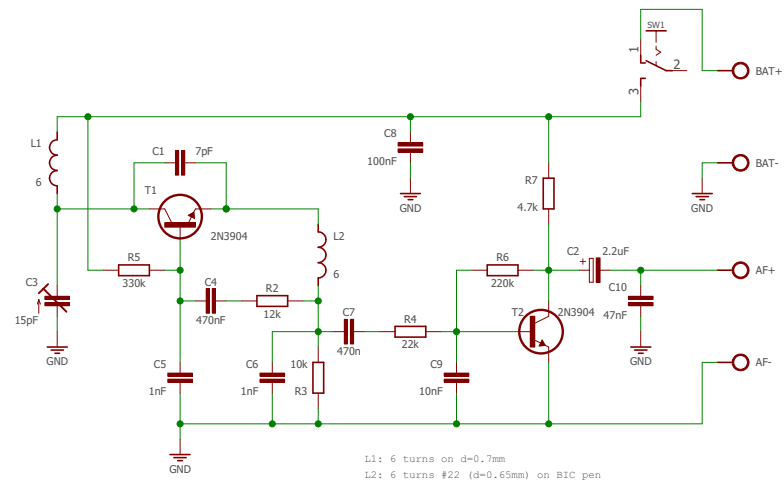 SW1
1
2
3
BAT+
L1
6
C1
7pF
T1
2N3904
C8
100nF
GND
BAT-
GND
R7
4.7k
L2
6
R5
330k
C4
470nF
R2
12k
R6
220k
C2
+
2.2uF
AF+
C3
15pF
GND
C7
470n
R4
22k
T2
2N3904
C10
47nF
GND
C5
1nF
C6
1nF
10k
R3
C9
10nF
AF-
GND
L1: 6 turns on d=0.7mm
L2: 6 turns #22 (d=0.65mm) on BIC pen